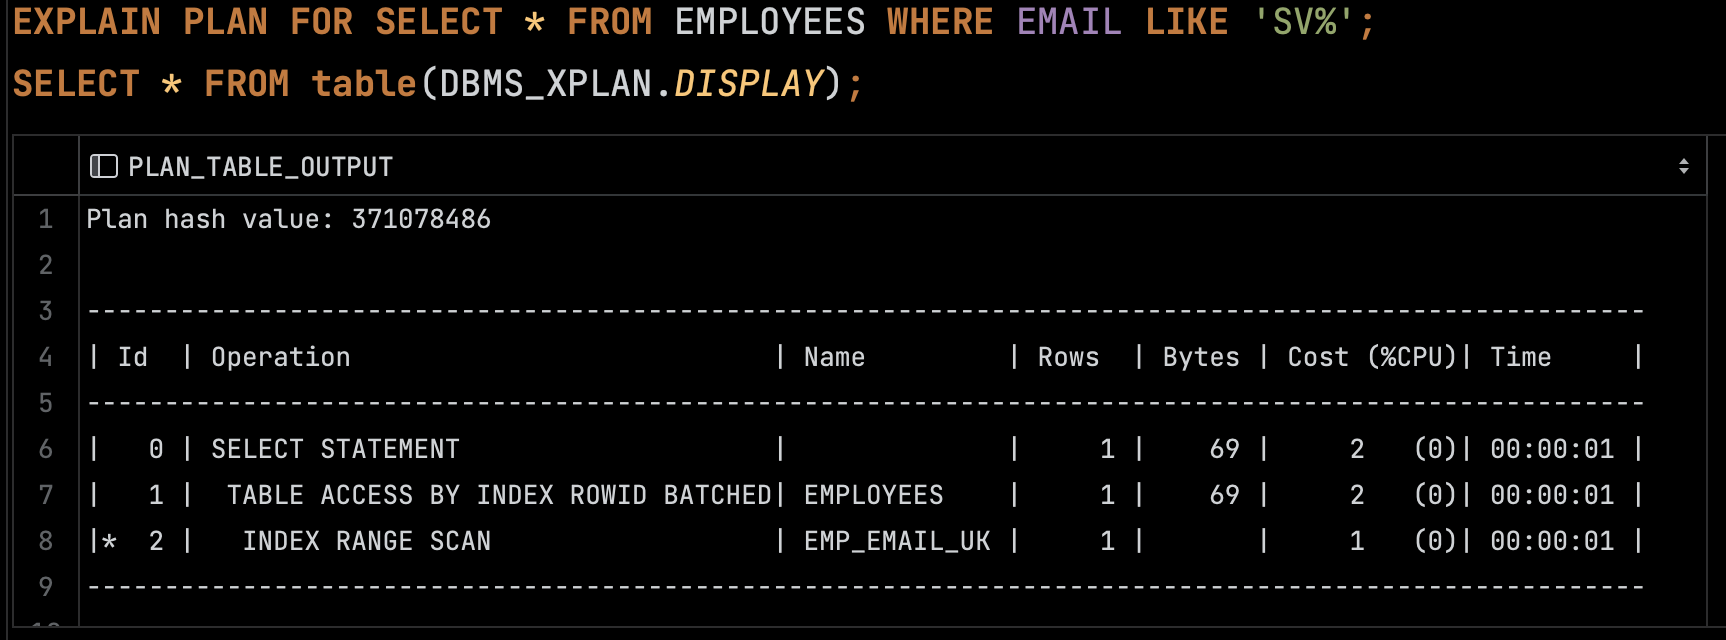 EXPLAIN PLAN FOR SELECT * FROM EMPLOYEES WHERE EMAIL LIKE 'SV%';
SELECT * FROM table(DBMS_XPLAN.DISPLAY);
PLAN_TABLE_OUTPUT
1 Plan hash value: 371078486
2
3 ----------------------------------------------------------------------------------------------------
4 | Id  | Operation                           | Name         | Rows  | Bytes | Cost (%CPU)| Time     |
5 ----------------------------------------------------------------------------------------------------
6 |   0 | SELECT STATEMENT                    |              |     1 |    69 |     2   (0)| 00:00:01 |
7 |   1 |  TABLE ACCESS BY INDEX ROWID BATCHED| EMPLOYEES    |     1 |    69 |     2   (0)| 00:00:01 |
8 |*  2 |   INDEX RANGE SCAN                  | EMP_EMAIL_UK |     1 |       |     1   (0)| 00:00:01 |
9 ----------------------------------------------------------------------------------------------------